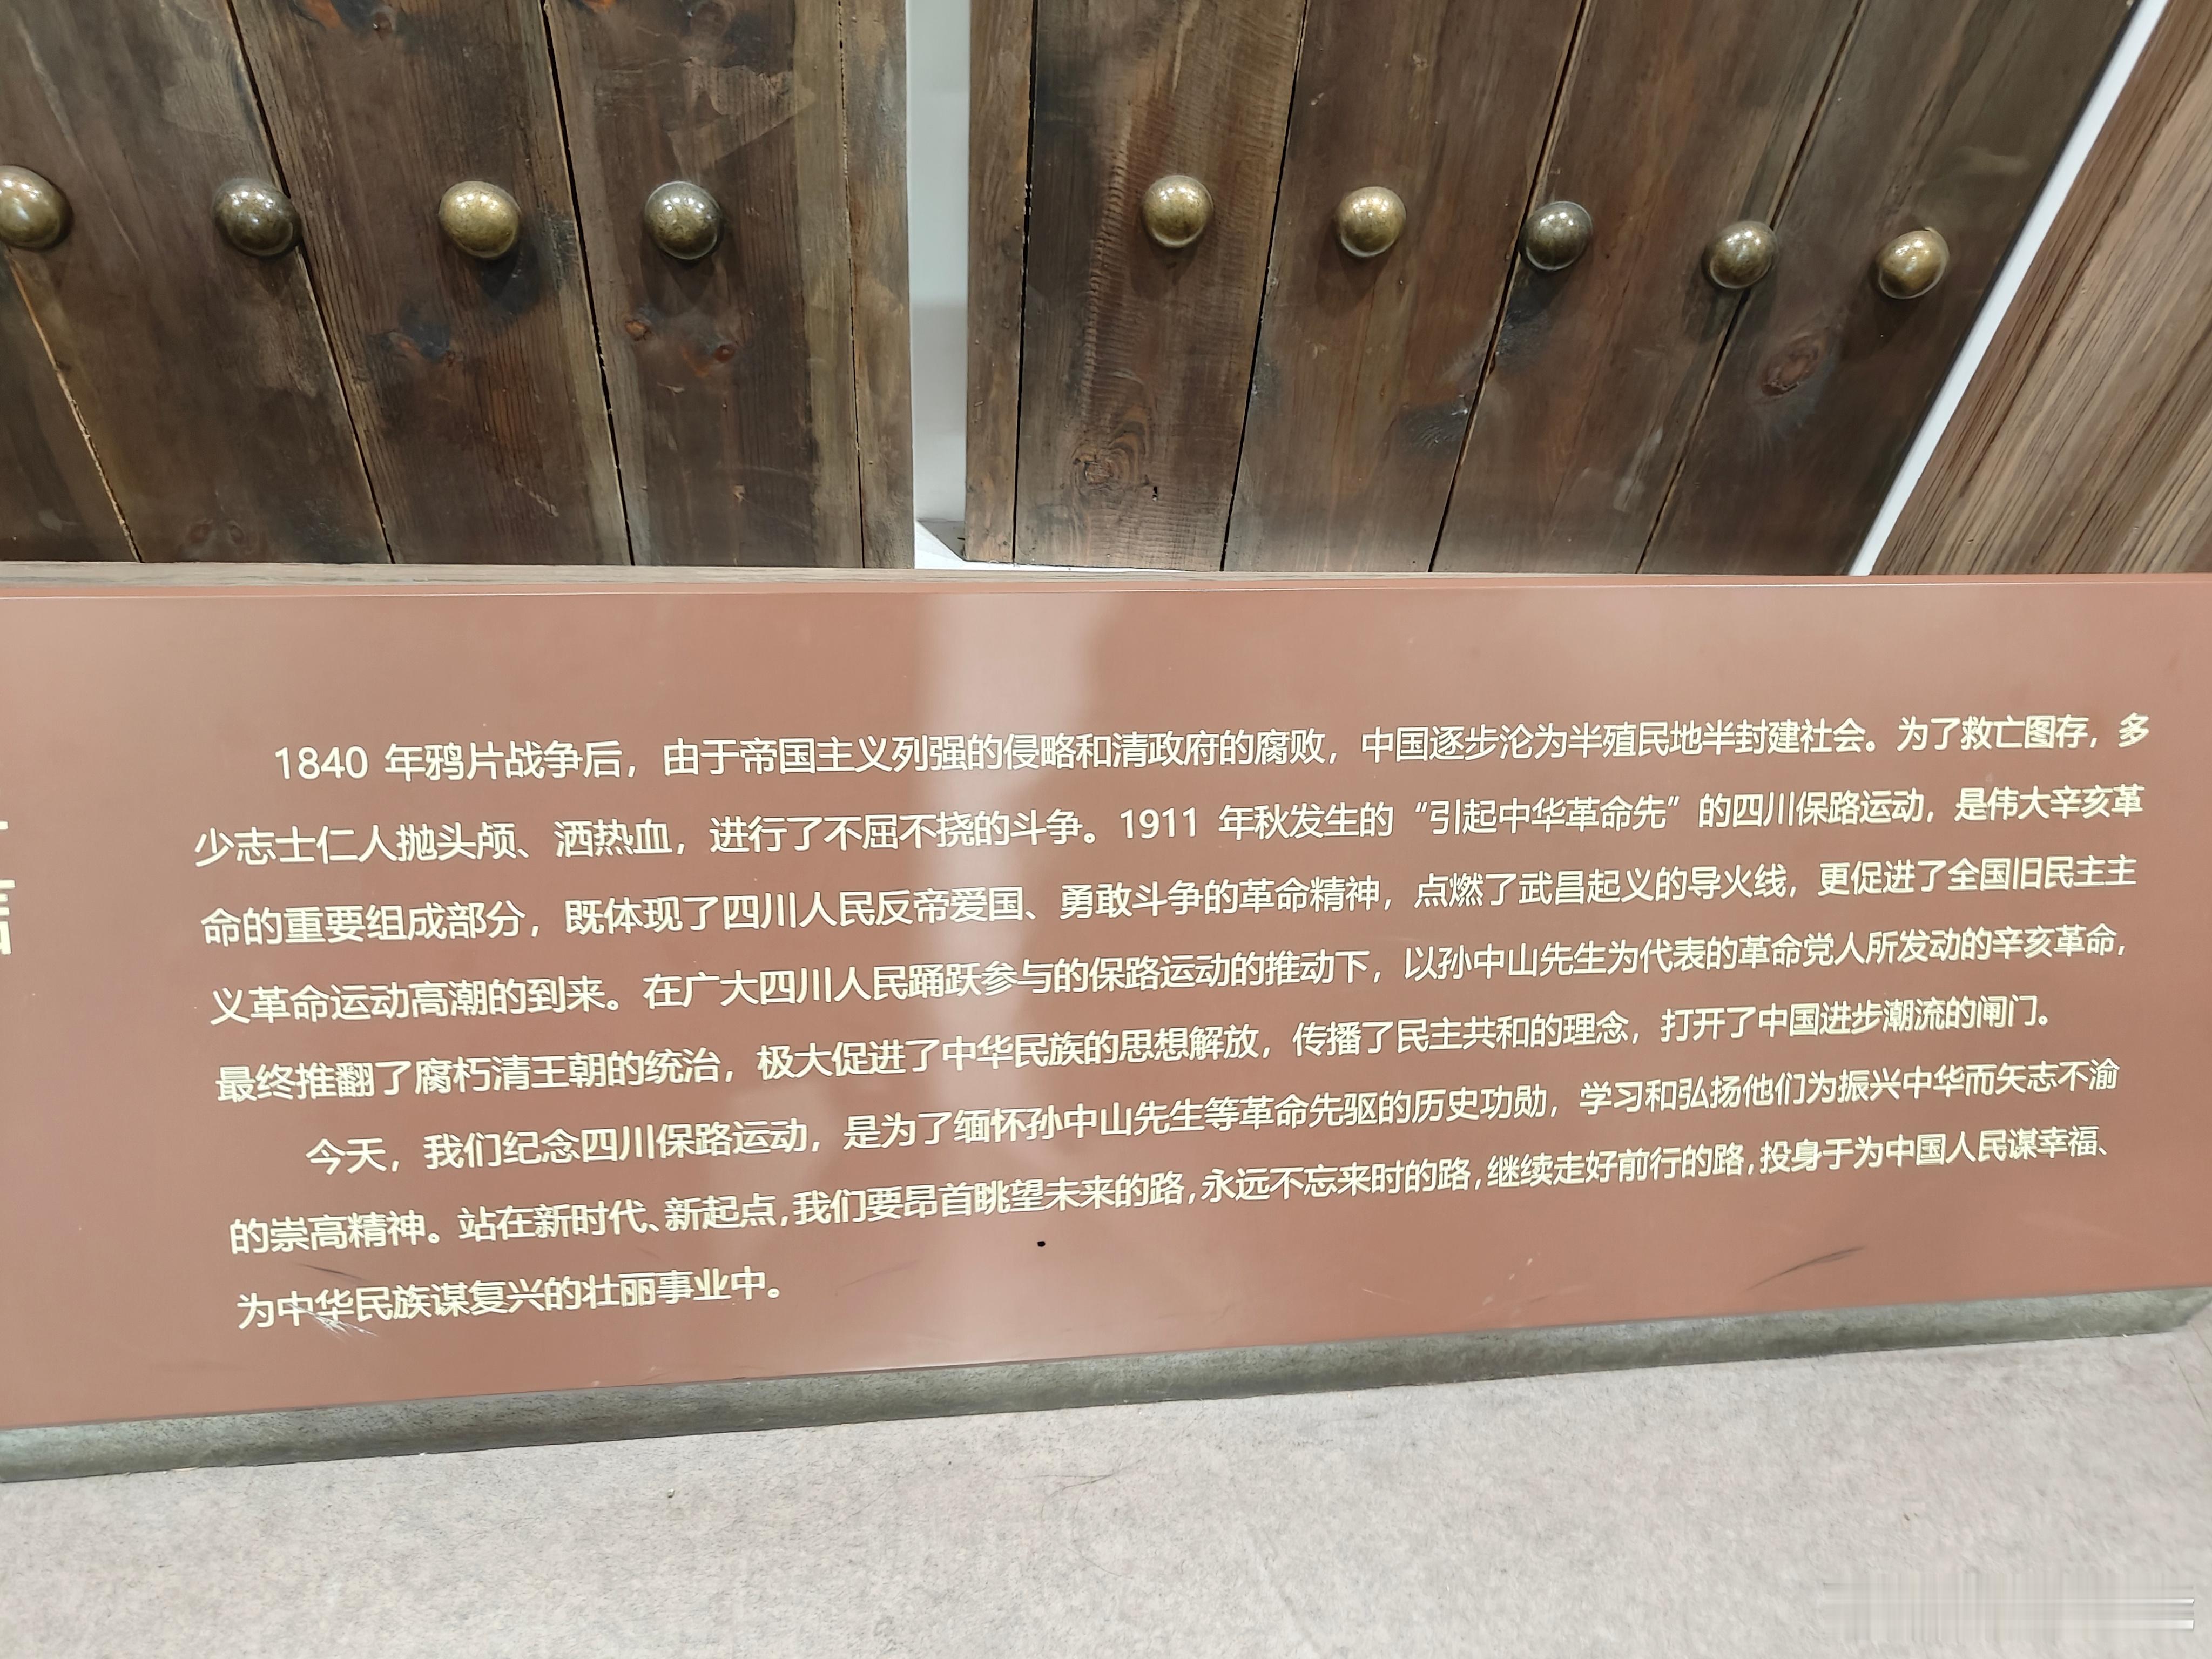 1840 年鸦片战争后，由于帝国主义列强的侵略和清政府的腐败，中国逐步沦为半殖民地半封建社会。为了救亡图存，多
少志士仁人抛头颅、洒热血，进行了不屈不挠的斗争。1911 年秋发生的“引起中华革命先”的四川保路运动，是伟大辛亥革
命的重要组成部分，既体现了四川人民反帝爱国、勇敢斗争的革命精神，点燃了武昌起义的导火线，更促进了全国旧民主主
义革命运动高潮的到来。在广大四川人民踊跃参与的保路运动的推动下，以孙中山先生为代表的革命党人所发动的辛亥革命，
最终推翻了腐朽清王朝的统治，极大促进了中华民族的思想解放，传播了民主共和的理念，打开了中国进步潮流的闸门。
今天，我们纪念四川保路运动，是为了缅怀孙中山先生等革命先驱的历史功勋，学习和弘扬他们为振兴中华而矢志不渝
的崇高精神。站在新时代、新起点，我们要昂首眺望未来的路，永远不忘来时的路，继续走好前行的路，投身于为中国人民谋幸福、
为中华民族谋复兴的壮丽事业中。